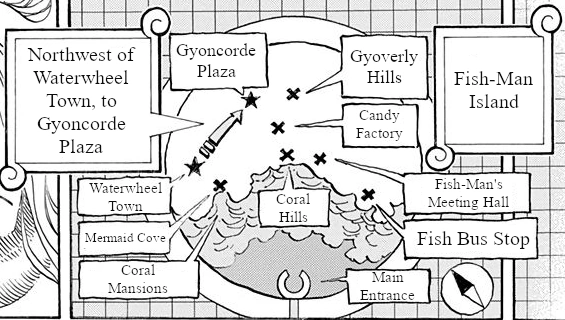 Northwest of
Waterwheel
Town, to
Gyoncorde
Plaza
Gyoncorde
Plaza
Gyoverly
Hills
Fish-Man
Island
Candy
Factory
Waterwheel
Town
Coral
Hills
Fish-Man's
Meeting Hall
Mermaid Cove
Fish Bus Stop
Coral
Mansions
Main
Entrance